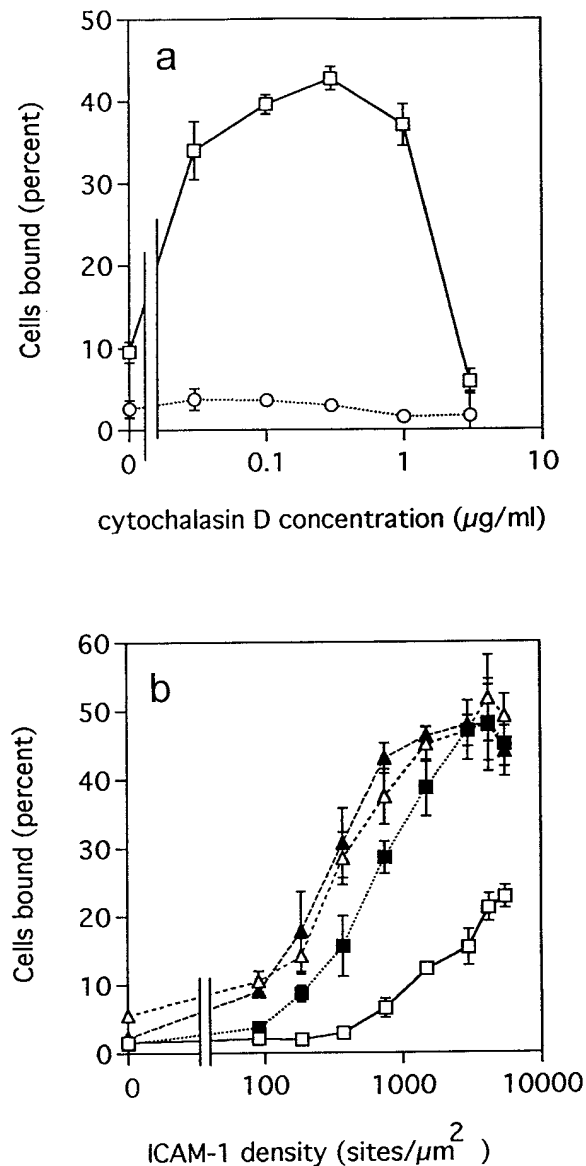 50
a
40
30
20
10
0
Cells bound (percent)
0 0.1 1 10
cytochalasin D concentration (µg/ml)
60
b
50
40
30
20
10
0
Cells bound (percent)
0 100 1000 10000
ICAM-1 density (sites/µm²)